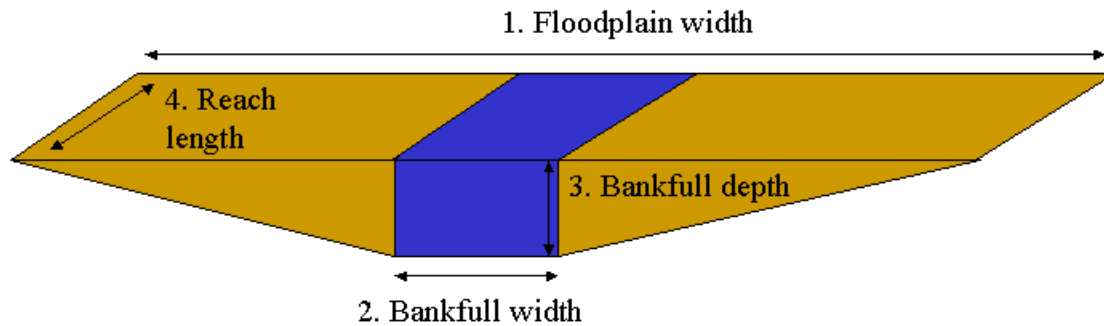 1. Floodplain width
4. Reach
length
3. Bankfull depth
2. Bankfull width